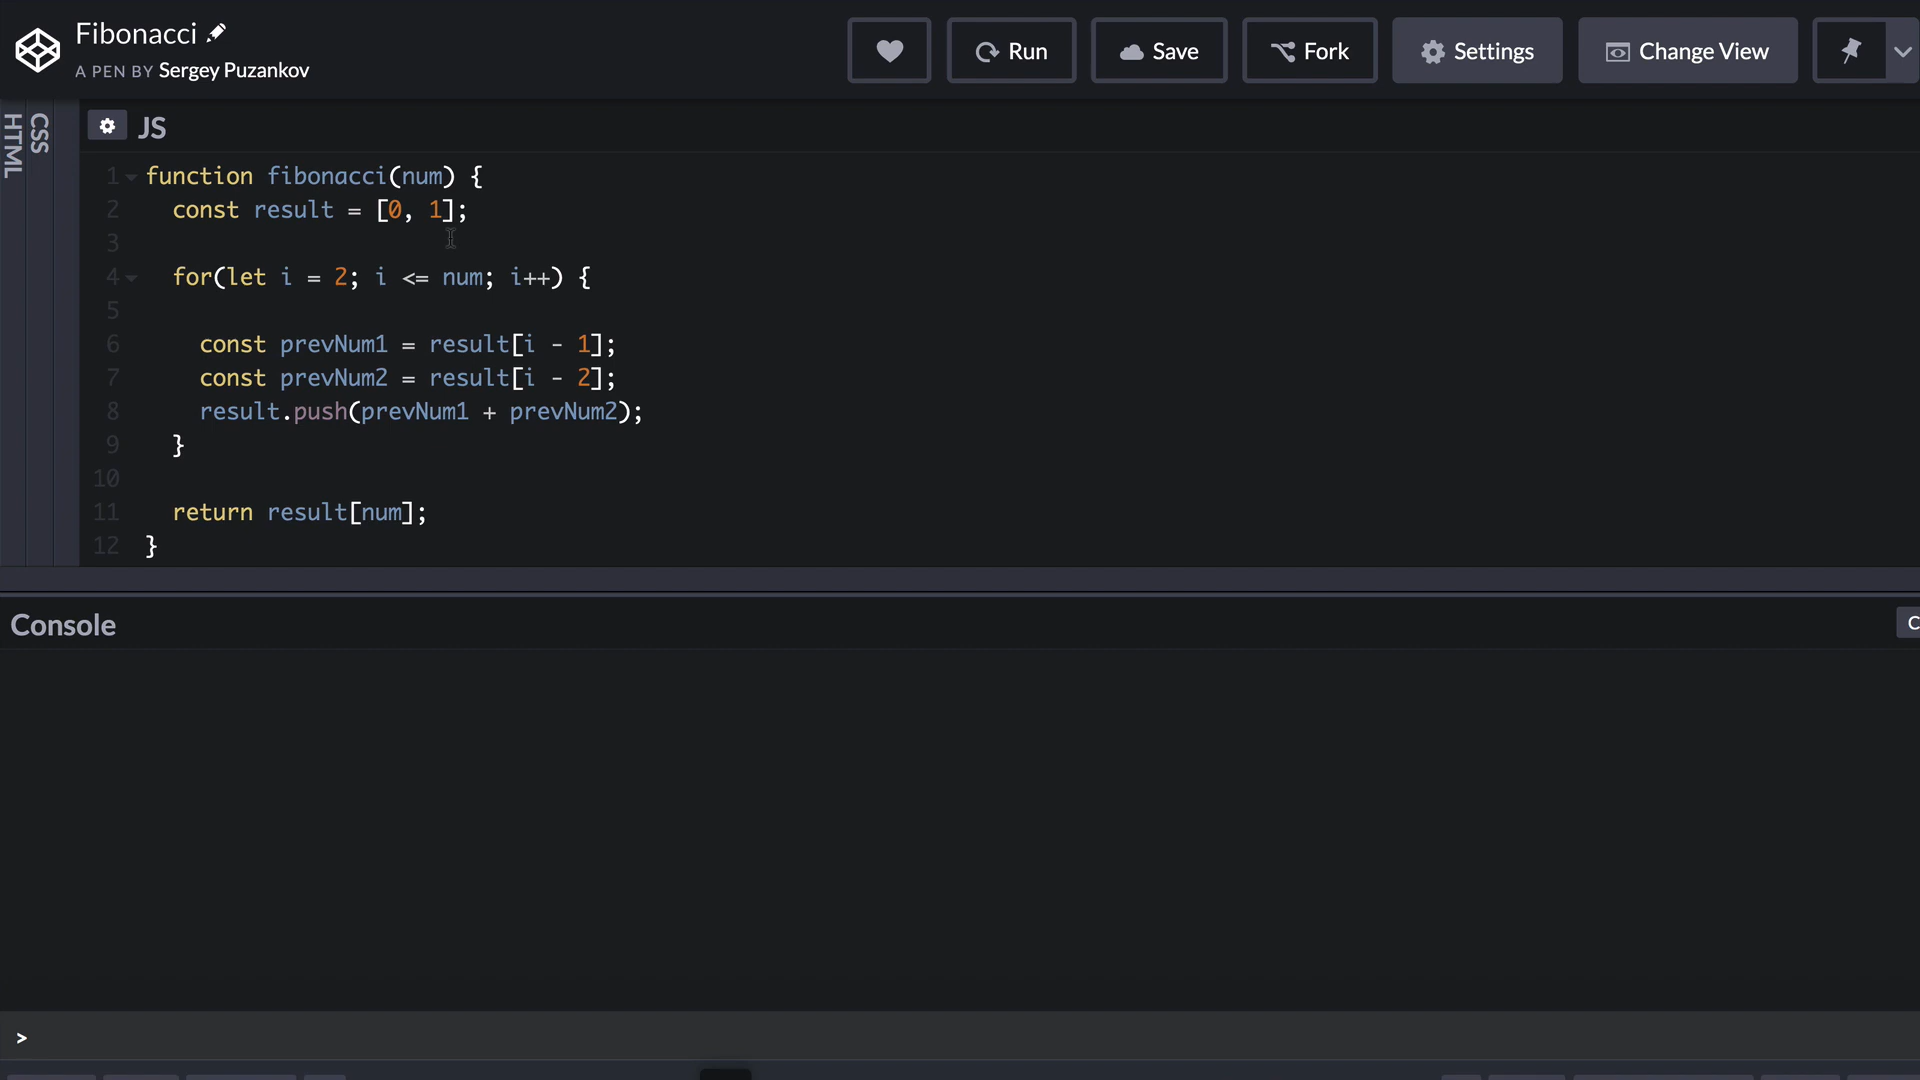 Fibonacci
A PEN BY Sergey Puzankov
Run
Save
Fork
Settings
Change View
HTML
CSS
JS
1 function fibonacci(num) {
2 const result = [0, 1];
3
4 for(let i = 2; i <= num; i++) {
5
6 const prevNum1 = result[i - 1];
7 const prevNum2 = result[i - 2];
8 result.push(prevNum1 + prevNum2);
9 }
10
11 return result[num];
12 }
Console
C
>